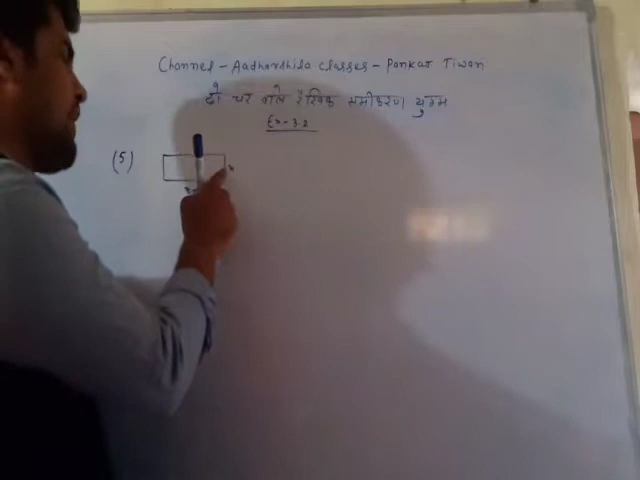 Channel - Aadharshila Classes - Pankaj Tiwari
दो चर वाले रैखिक समीकरण युग्म
Ex - 3.2
(5)